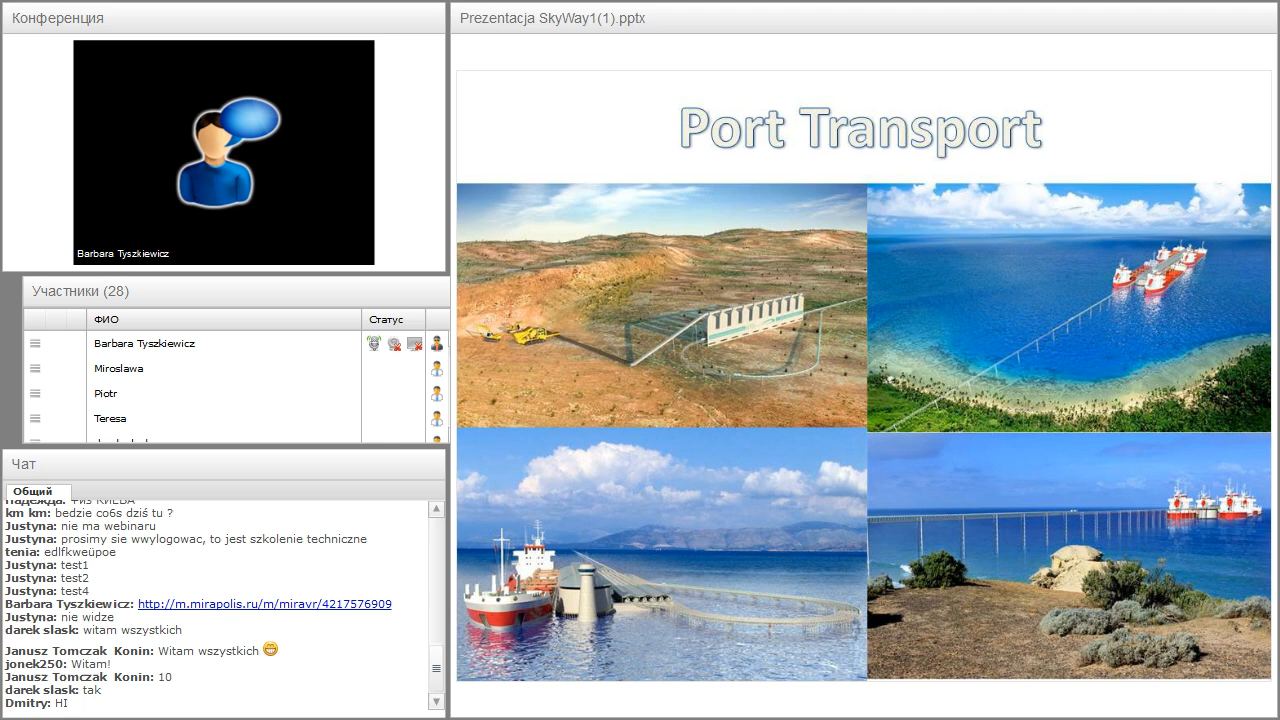 Конференция
Barbara Tyszkiewicz
Участники (28)
ФИО Статус
Barbara Tyszkiewicz
Miroslawa
Piotr
Teresa
Чат
Общий
km km: bedzie co6s dziś tu ?
Justyna: nie ma webinaru
Justyna: prosimy sie wwylogowac, to jest szkolenie techniczne
tenia: edlfkweüpoe
Justyna: test1
Justyna: test2
Justyna: test4
Barbara Tyszkiewicz: http://m.mirapolis.ru/m/miravr/4217576909
Justyna: nie widze
darek slask: witam wszystkich
Janusz Tomczak Konin: Witam wszystkich
jonek250: Witam!
Janusz Tomczak Konin: 10
darek slask: tak
Dmitry: HI
Prezentacja SkyWay1(1).pptx
Port Transport